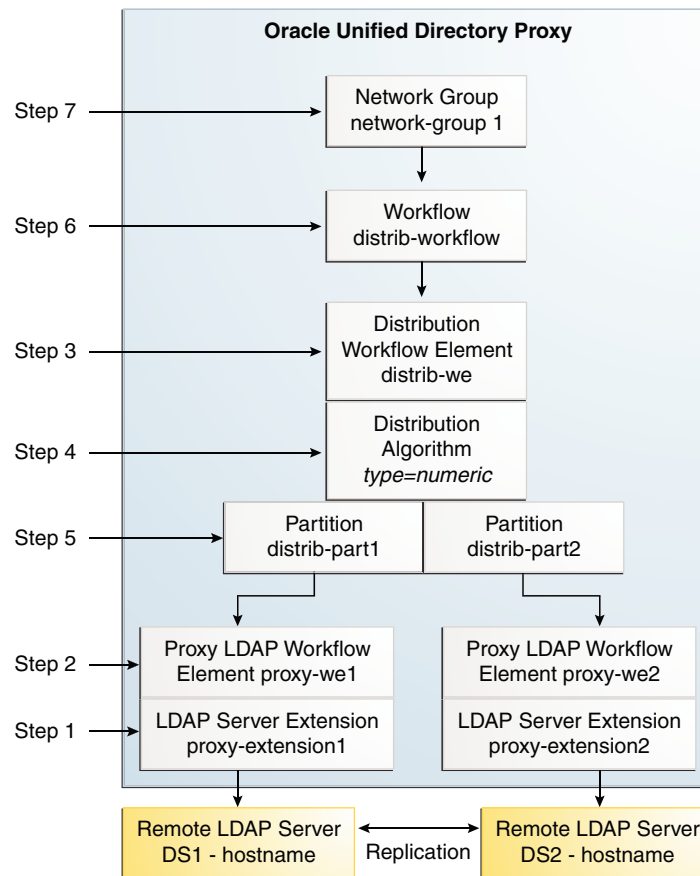 Oracle Unified Directory Proxy
Step 7
Network Group
network-group 1
Step 6
Workflow
distrib-workflow
Step 3
Distribution
Workflow Element
distrib-we
Step 4
Distribution
Algorithm
type=numeric
Step 5
Partition
distrib-part1
Partition
distrib-part2
Step 2
Proxy LDAP Workflow
Element proxy-we1
Proxy LDAP Workflow
Element proxy-we2
Step 1
LDAP Server Extension
proxy-extension1
LDAP Server Extension
proxy-extension2
Remote LDAP Server
DS1 - hostname
Replication
Remote LDAP Server
DS2 - hostname